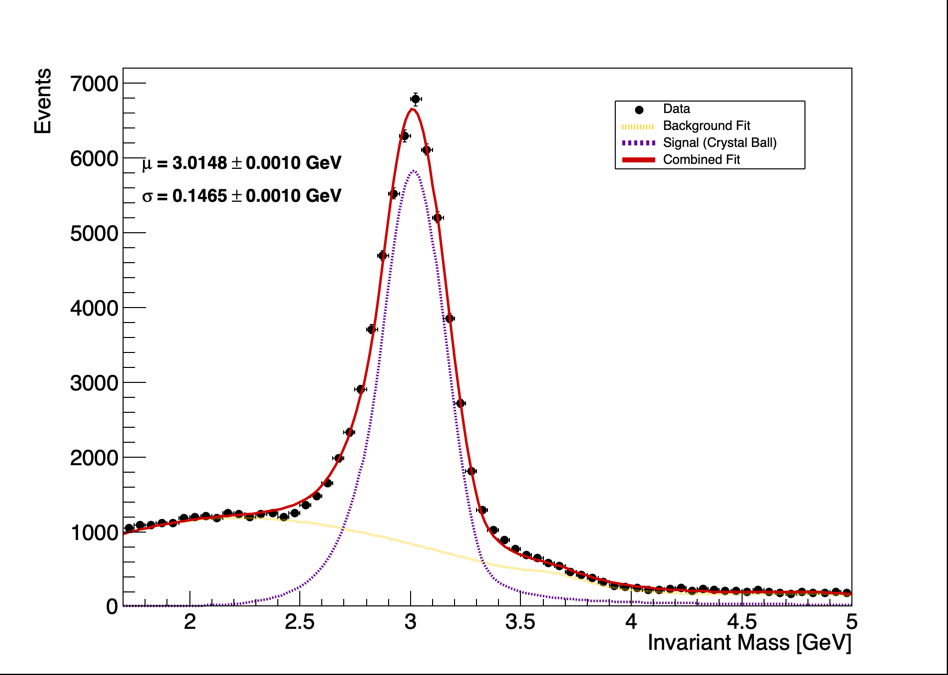 Events
7000
6000
5000
4000
3000
2000
1000
0
μ = 3.0148 ± 0.0010 GeV
σ = 0.1465 ± 0.0010 GeV
Data
Background Fit
Signal (Crystal Ball)
Combined Fit
2 2.5 3 3.5 4 4.5 5
Invariant Mass [GeV]